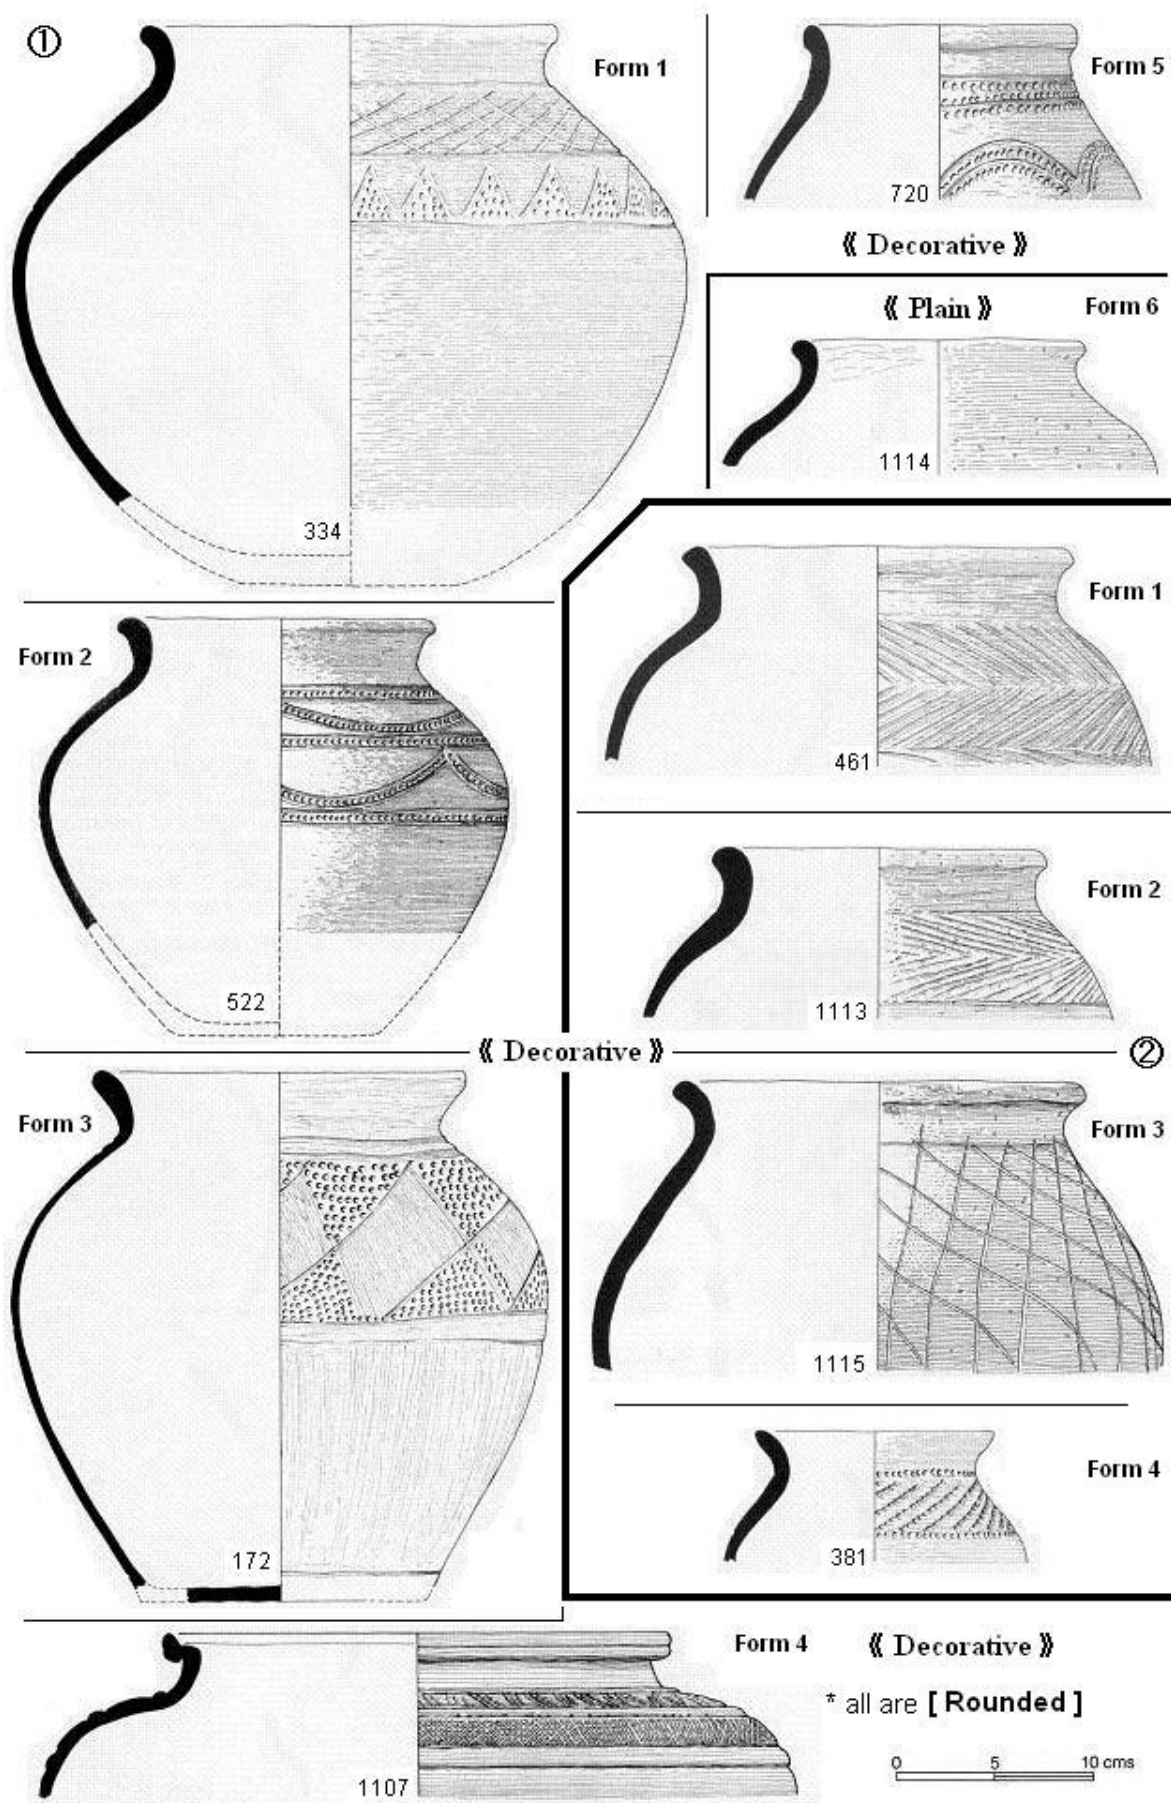 ①
Form 1
334
Form 5
720
《 Decorative 》
《 Plain 》
Form 6
1114
Form 2
522
Form 1
461
Form 2
1113
《 Decorative 》
②
Form 3
172
Form 3
1115
Form 4
381
Form 4
《 Decorative 》
1107
* all are [ Rounded ]
0 5 10 cms